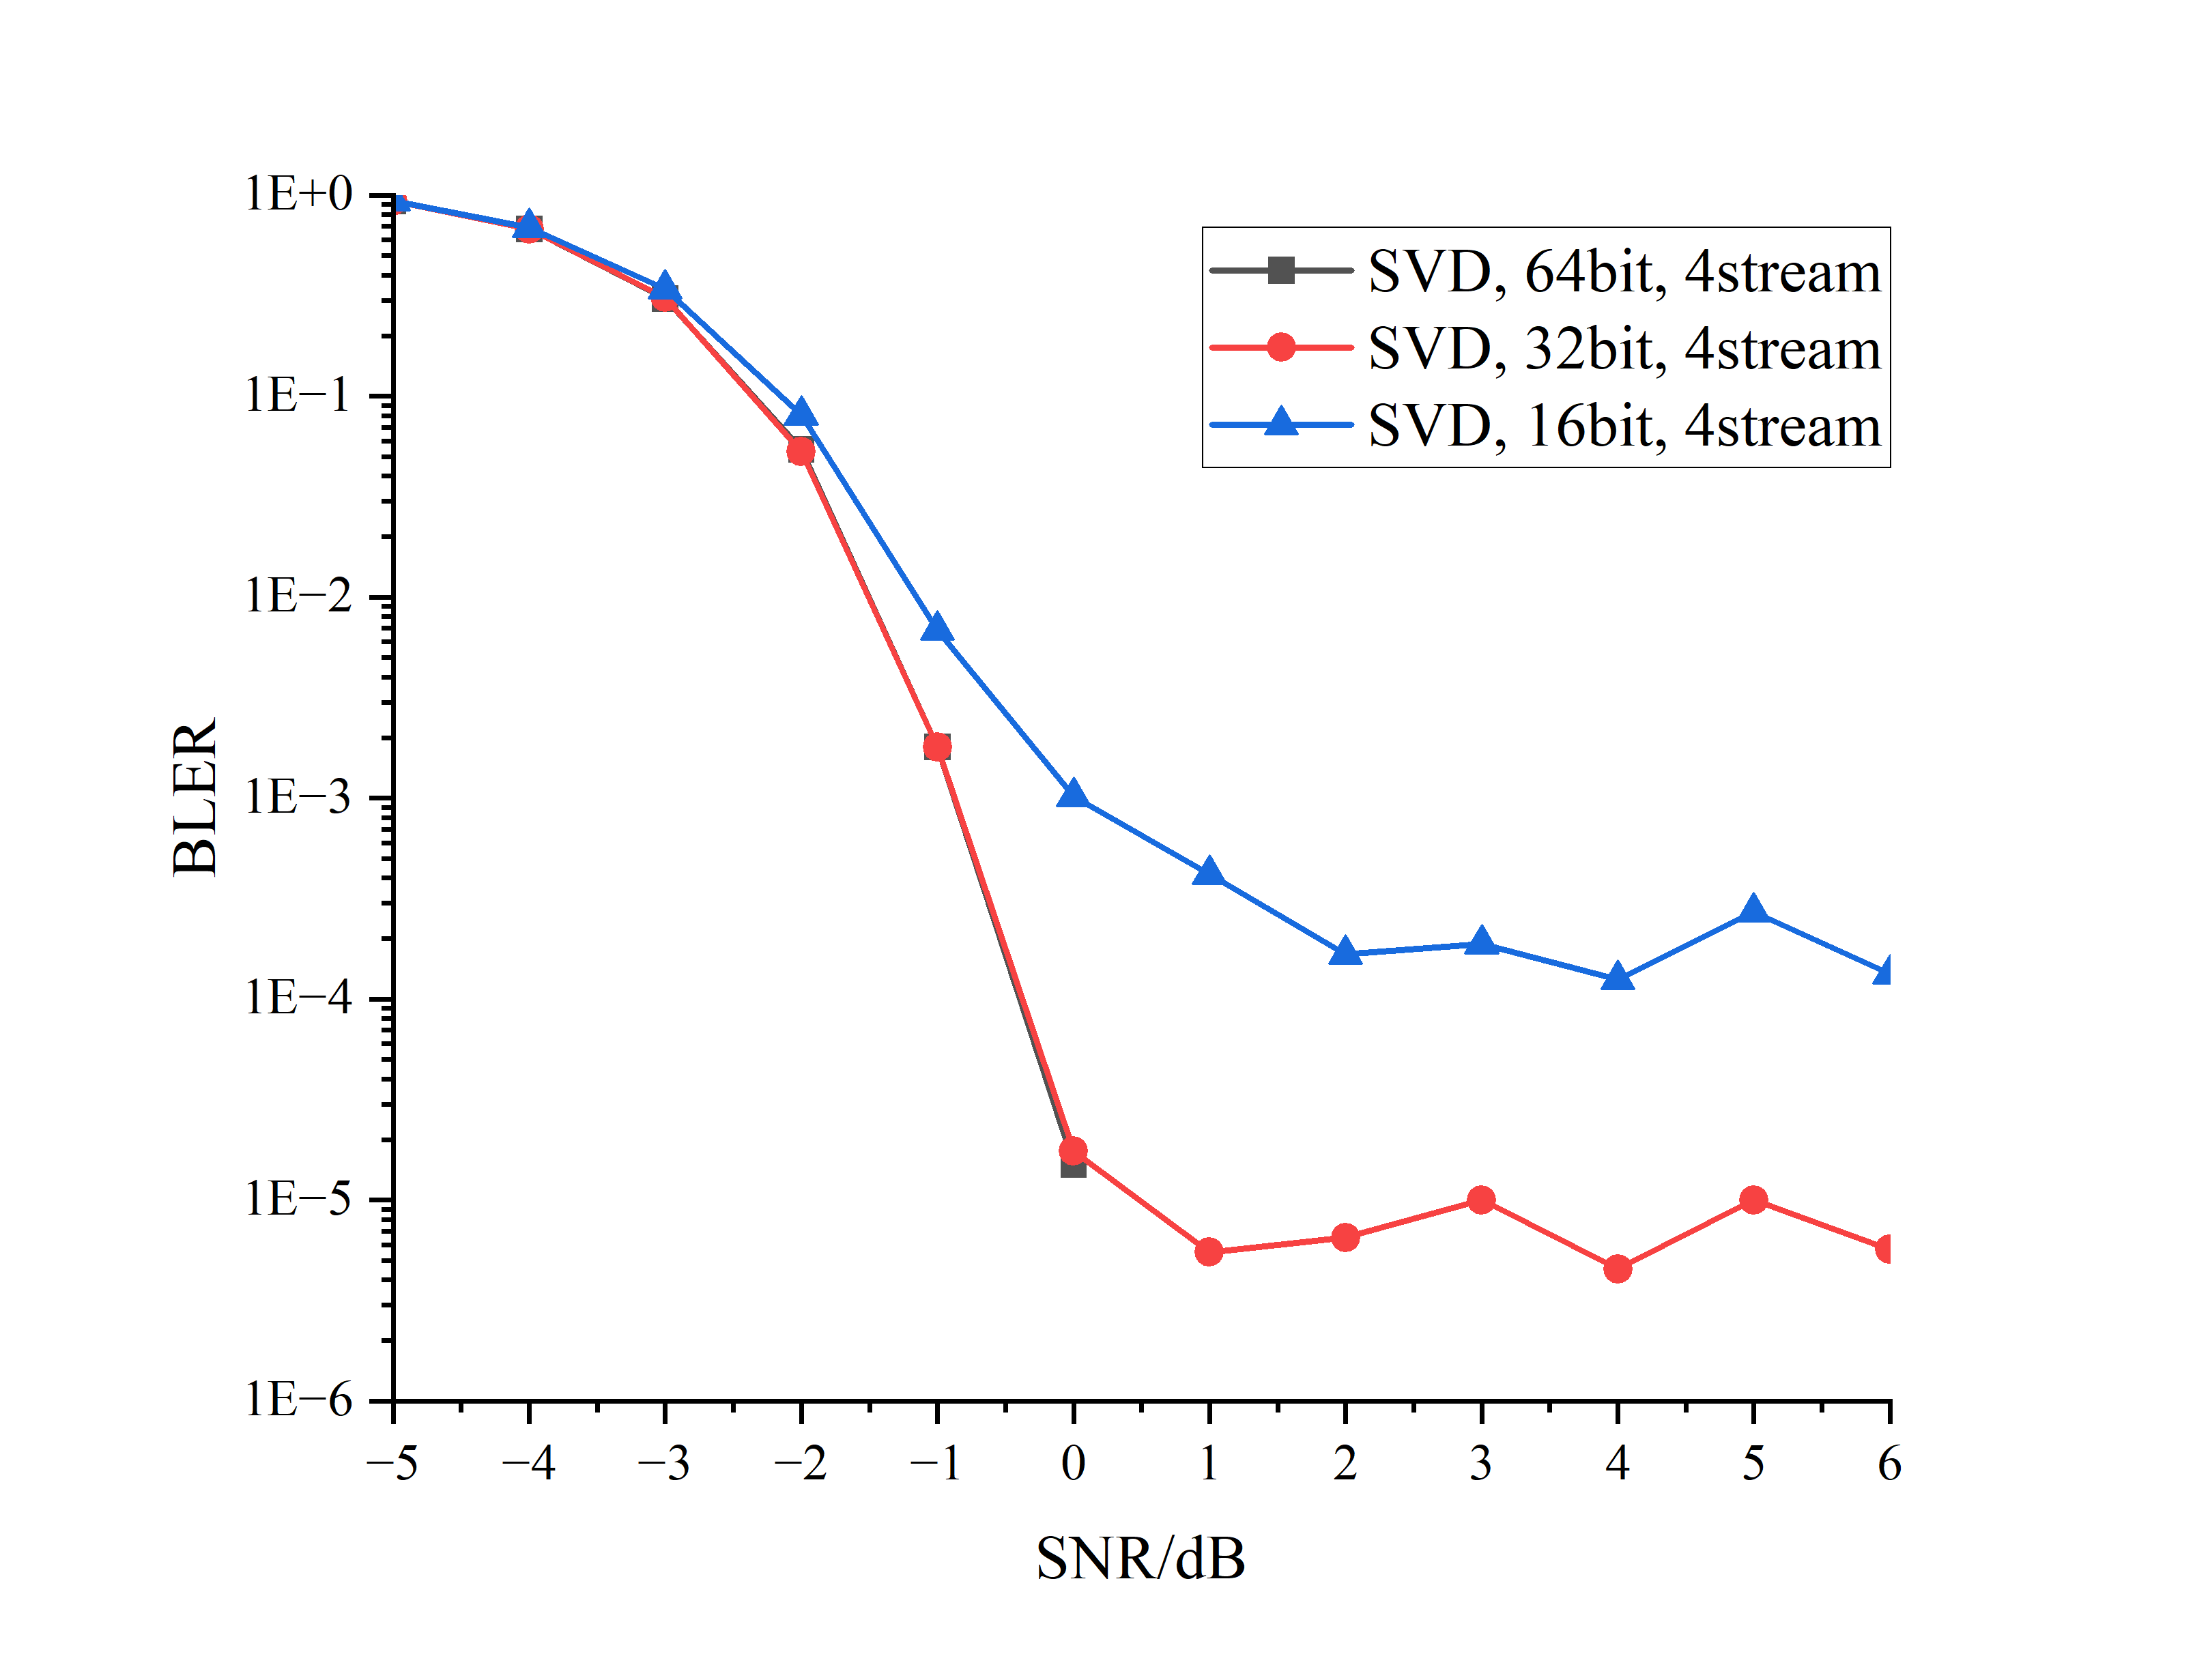 1E+0
1E−1
1E−2
1E−3
1E−4
1E−5
1E−6
BLER
SVD, 64bit, 4stream
SVD, 32bit, 4stream
SVD, 16bit, 4stream
−5 −4 −3 −2 −1 0 1 2 3 4 5 6
SNR/dB